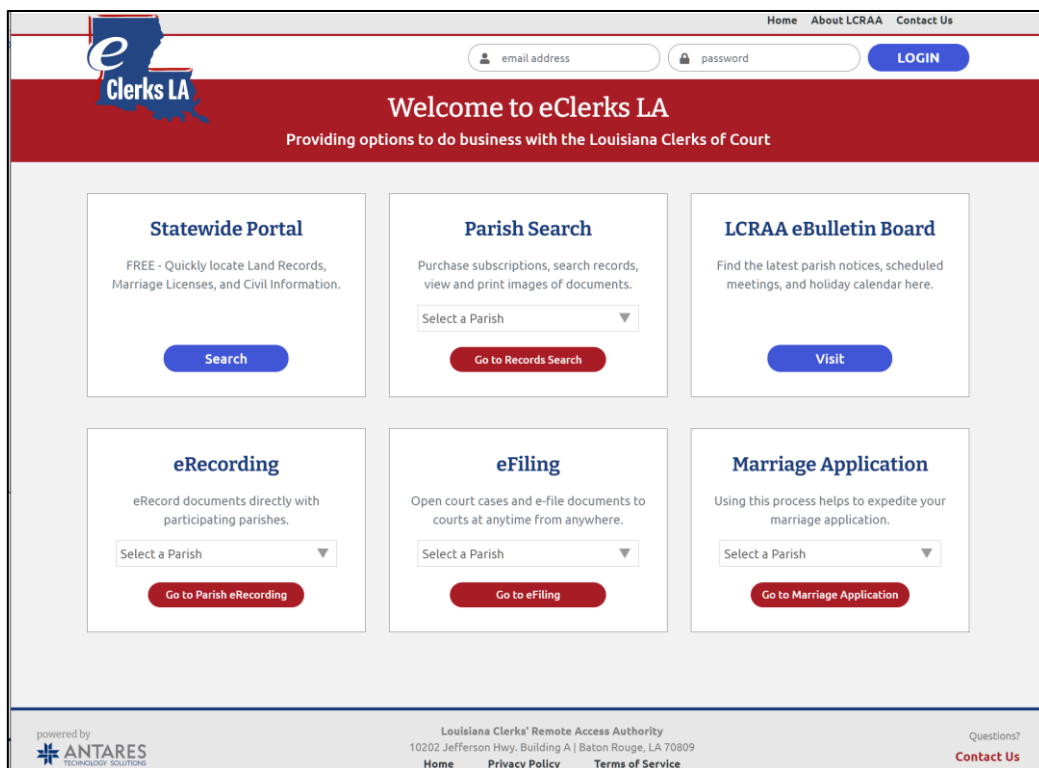 Home About LCRAA Contact Us
e
Clerks LA
email address password LOGIN
Welcome to eClerks LA
Providing options to do business with the Louisiana Clerks of Court
Statewide Portal
FREE - Quickly locate Land Records,
Marriage Licenses, and Civil Information.
Search
Parish Search
Purchase subscriptions, search records,
view and print images of documents.
Select a Parish
Go to Records Search
LCRAA eBulletin Board
Find the latest parish notices, scheduled
meetings, and holiday calendar here.
Visit
eRecording
eRecord documents directly with
participating parishes.
Select a Parish
Go to Parish eRecording
eFiling
Open court cases and e-file documents to
courts at anytime from anywhere.
Select a Parish
Go to eFiling
Marriage Application
Using this process helps to expedite your
marriage application.
Select a Parish
Go to Marriage Application
powered by
ANTARES
TECHNOLOGY SOLUTIONS
Louisiana Clerks' Remote Access Authority
10202 Jefferson Hwy. Building A | Baton Rouge, LA 70809
Home Privacy Policy Terms of Service
Questions?
Contact Us